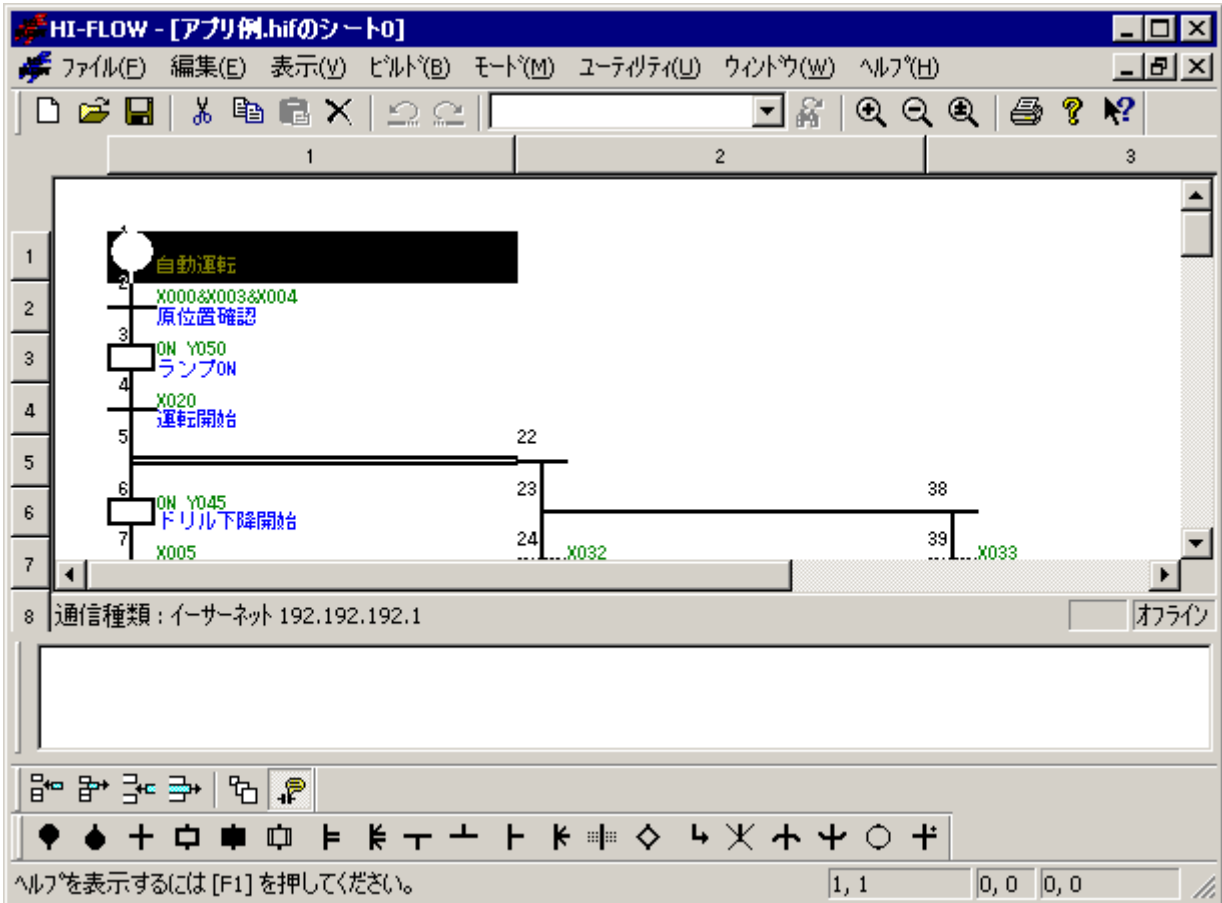 HI-FLOW - [アプリ例.hifのシート0]
ファイル(F) 編集(E) 表示(V) ビルド(B) モード(M) ユーティリティ(U) ウィンドウ(W) ヘルプ(H)
1 2 3
1
1
自動運転
2
2
X000&X003&X004
原位置確認
3
3
ON Y050
ランプON
4
4
X020
運転開始
5 22
5
6 23 38
6
ON Y045
ドリル下降開始
7 24 39
X005 X032 X033
7
8
通信種類：イーサーネット 192.192.192.1 オフライン
ヘルプを表示するには [F1] を押してください。 1, 1 0, 0 0, 0